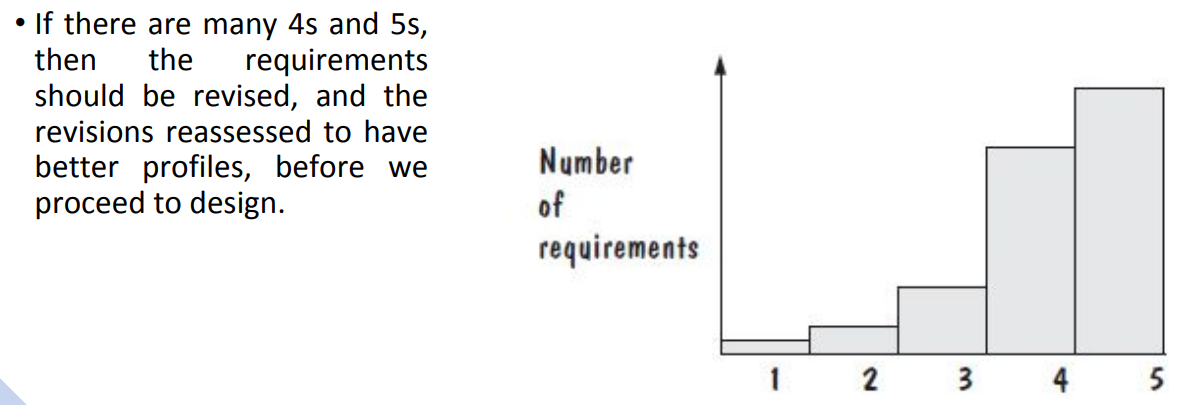 • If there are many 4s and 5s,
then the requirements
should be revised, and the
revisions reassessed to have
better profiles, before we
proceed to design.
Number
of
requirements
1 2 3 4 5